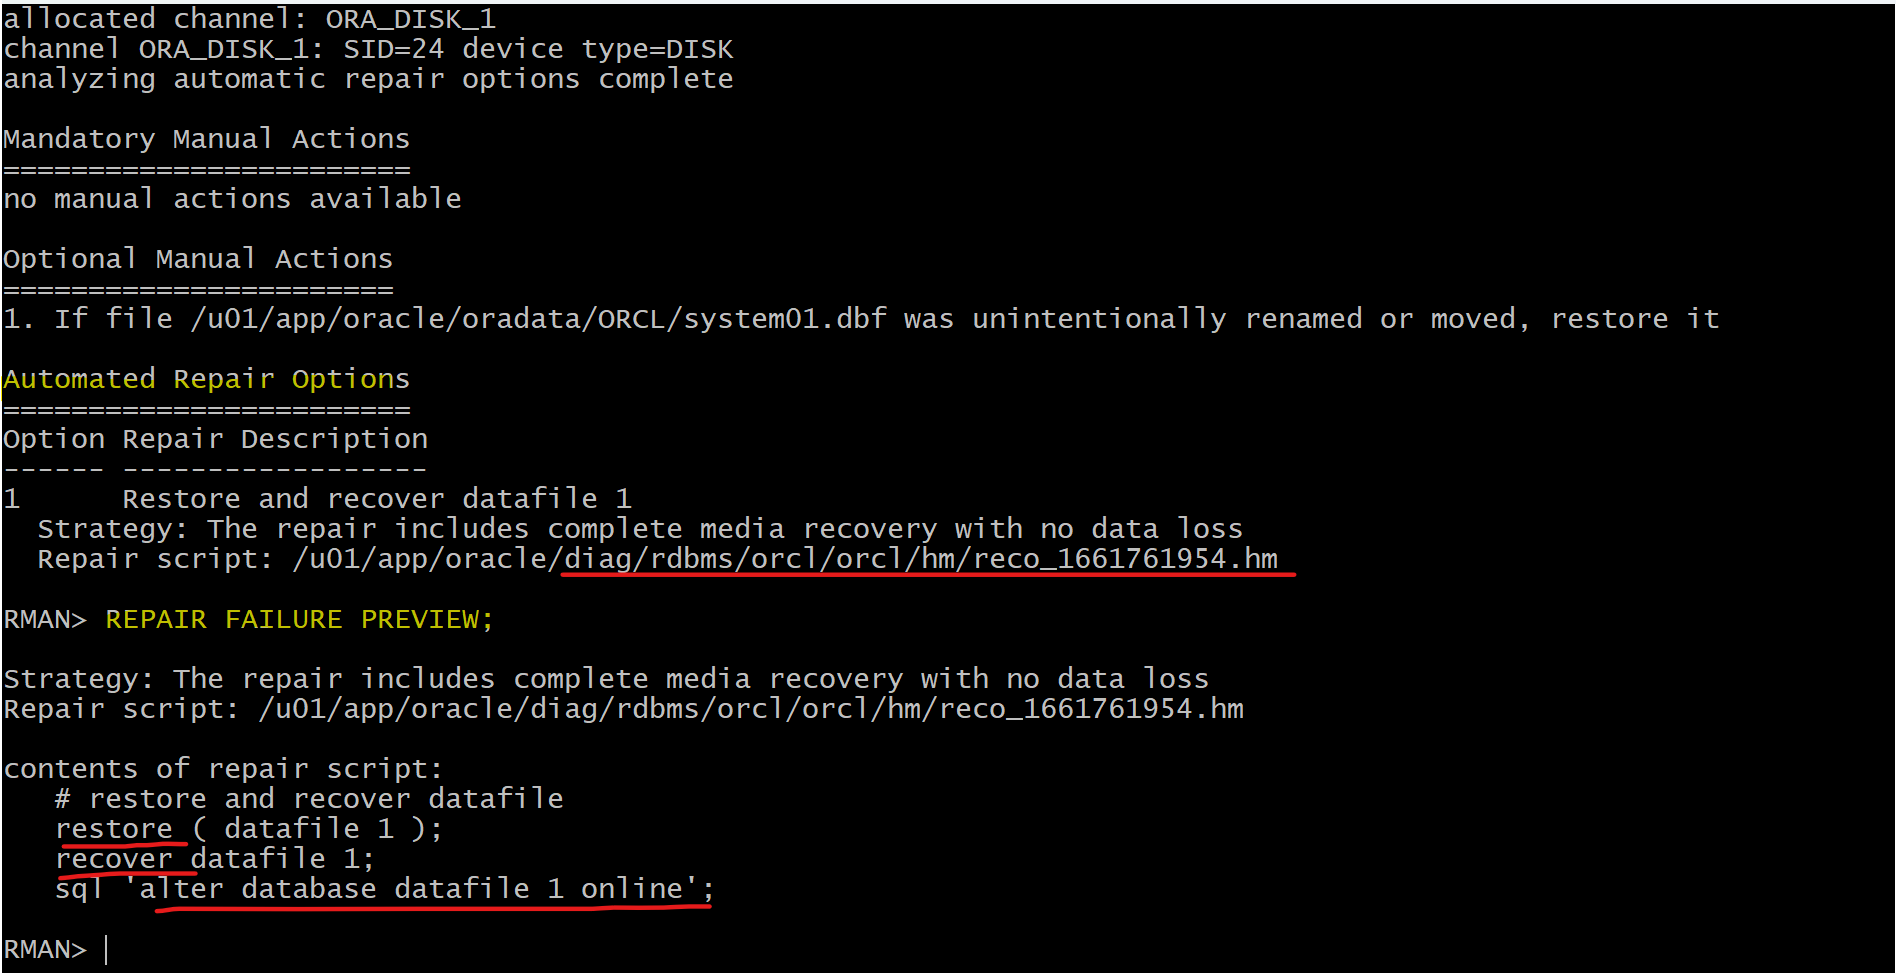 allocated channel: ORA_DISK_1
channel ORA_DISK_1: SID=24 device type=DISK
analyzing automatic repair options complete
Mandatory Manual Actions
========================
no manual actions available
Optional Manual Actions
=======================
1. If file /u01/app/oracle/oradata/ORCL/system01.dbf was unintentionally renamed or moved, restore it
Automated Repair Options
========================
Option Repair Description
------ ------------------
1      Restore and recover datafile 1
  Strategy: The repair includes complete media recovery with no data loss
  Repair script: /u01/app/oracle/diag/rdbms/orcl/orcl/hm/reco_1661761954.hm
RMAN> REPAIR FAILURE PREVIEW;
Strategy: The repair includes complete media recovery with no data loss
Repair script: /u01/app/oracle/diag/rdbms/orcl/orcl/hm/reco_1661761954.hm
contents of repair script:
   # restore and recover datafile
   restore ( datafile 1 );
   recover datafile 1;
   sql 'alter database datafile 1 online';
RMAN>